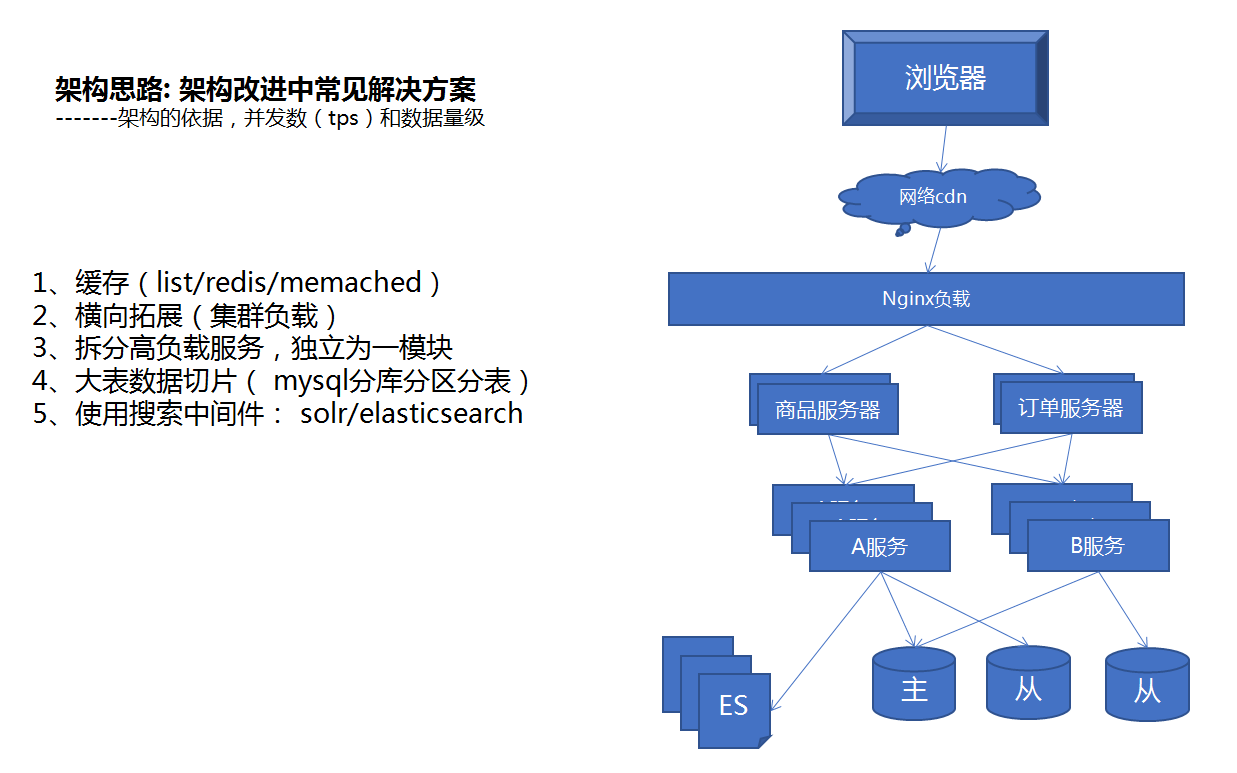 架构思路: 架构改进中常见解决方案
-------架构的依据，并发数（tps）和数据量级
1、缓存（list/redis/memached）
2、横向拓展（集群负载）
3、拆分高负载服务，独立为一模块
4、大表数据切片（ mysql分库分区分表）
5、使用搜索中间件： solr/elasticsearch
浏览器
网络cdn
Nginx负载
商品服务器
订单服务器
A服务
B服务
ES
主
从
从